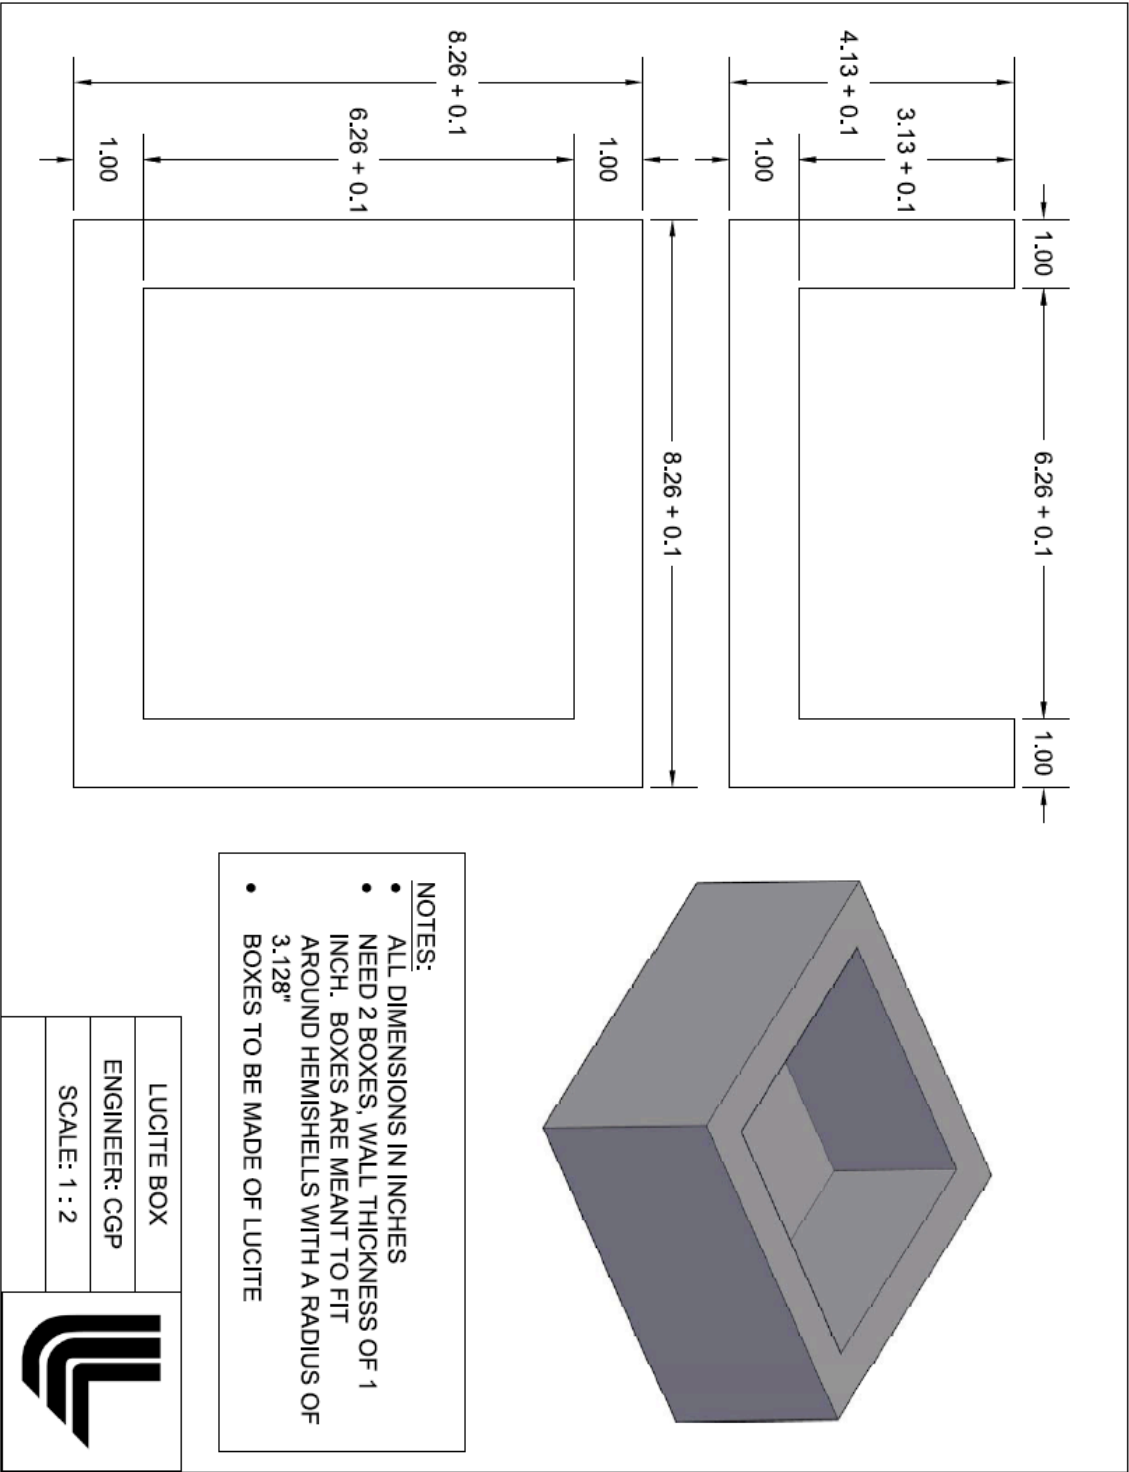 1.00
6.26 + 0.1
1.00
4.13 + 0.1
3.13 + 0.1
1.00
8.26 + 0.1
8.26 + 0.1
6.26 + 0.1
1.00
1.00
NOTES:
• ALL DIMENSIONS IN INCHES
• NEED 2 BOXES, WALL THICKNESS OF 1
INCH. BOXES ARE MEANT TO FIT
AROUND HEMISHELLS WITH A RADIUS OF
3.128"
• BOXES TO BE MADE OF LUCITE
LUCITE BOX
ENGINEER: CGP
SCALE: 1 : 2